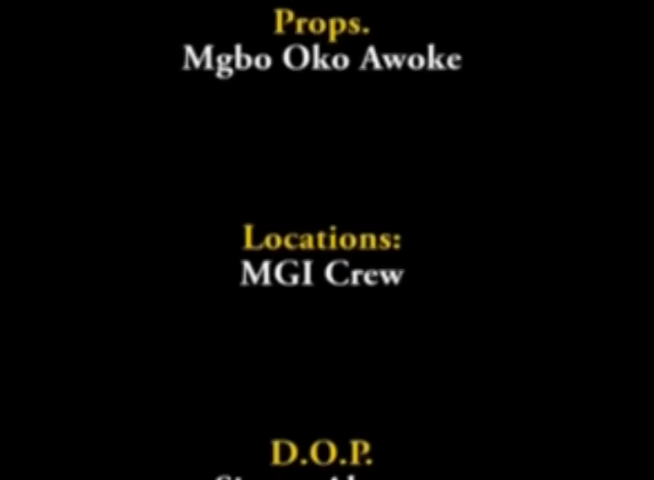 Props.
Mgbo Oko Awoke
Locations:
MGI Crew
D.O.P.